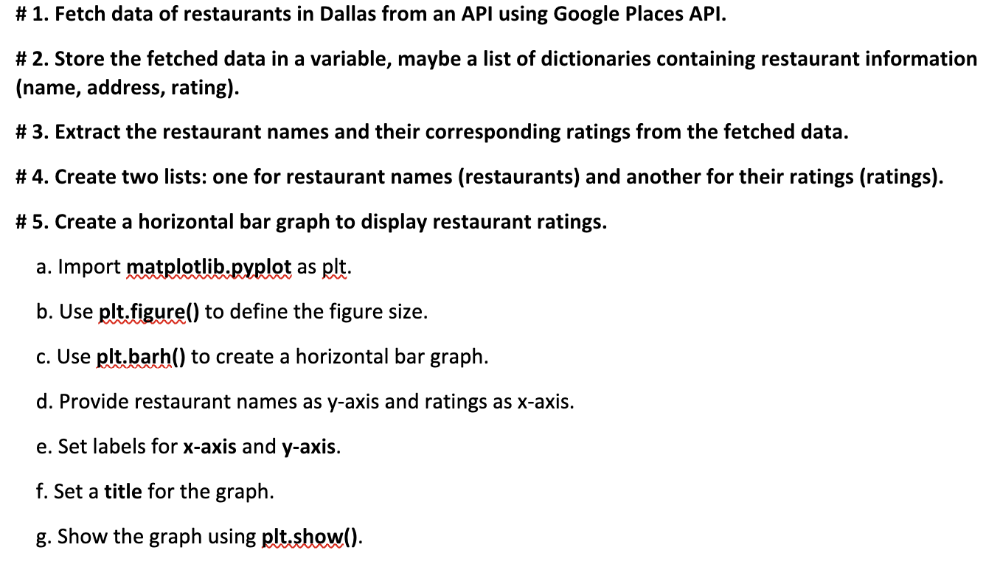 # 1. Fetch data of restaurants in Dallas from an API using Google Places API.
# 2. Store the fetched data in a variable, maybe a list of dictionaries containing restaurant information
(name, address, rating).
# 3. Extract the restaurant names and their corresponding ratings from the fetched data.
# 4. Create two lists: one for restaurant names (restaurants) and another for their ratings (ratings).
# 5. Create a horizontal bar graph to display restaurant ratings.
a. Import matplotlib.pyplot as plt.
b. Use plt.figure() to define the figure size.
c. Use plt.barh() to create a horizontal bar graph.
d. Provide restaurant names as y-axis and ratings as x-axis.
e. Set labels for x-axis and y-axis.
f. Set a title for the graph.
g. Show the graph using plt.show().